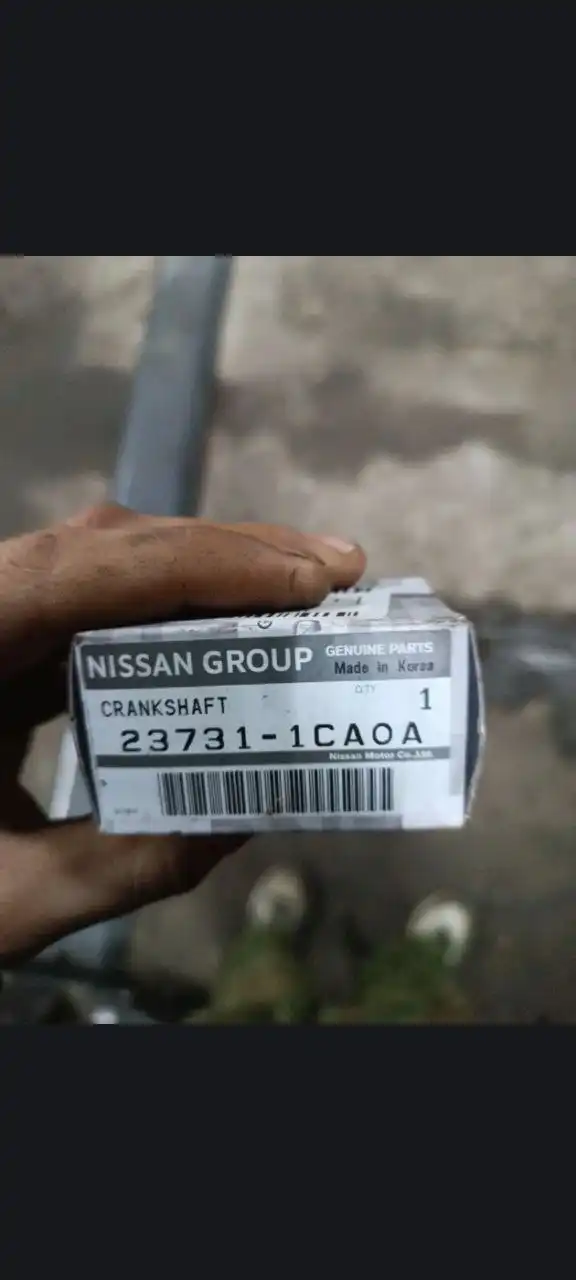 NISSAN GROUP GENUINE PARTS
Made in Korea
CRANKSHAFT
QTY 1
23731-1CA0A
Nissan Motor Co.,Ltd.